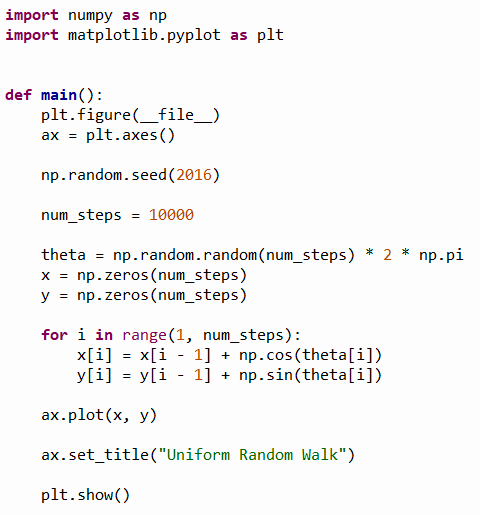 import numpy as np
import matplotlib.pyplot as plt
def main():
    plt.figure(__file__)
    ax = plt.axes()
    np.random.seed(2016)
    num_steps = 10000
    theta = np.random.random(num_steps) * 2 * np.pi
    x = np.zeros(num_steps)
    y = np.zeros(num_steps)
    for i in range(1, num_steps):
        x[i] = x[i - 1] + np.cos(theta[i])
        y[i] = y[i - 1] + np.sin(theta[i])
    ax.plot(x, y)
    ax.set_title("Uniform Random Walk")
    plt.show()